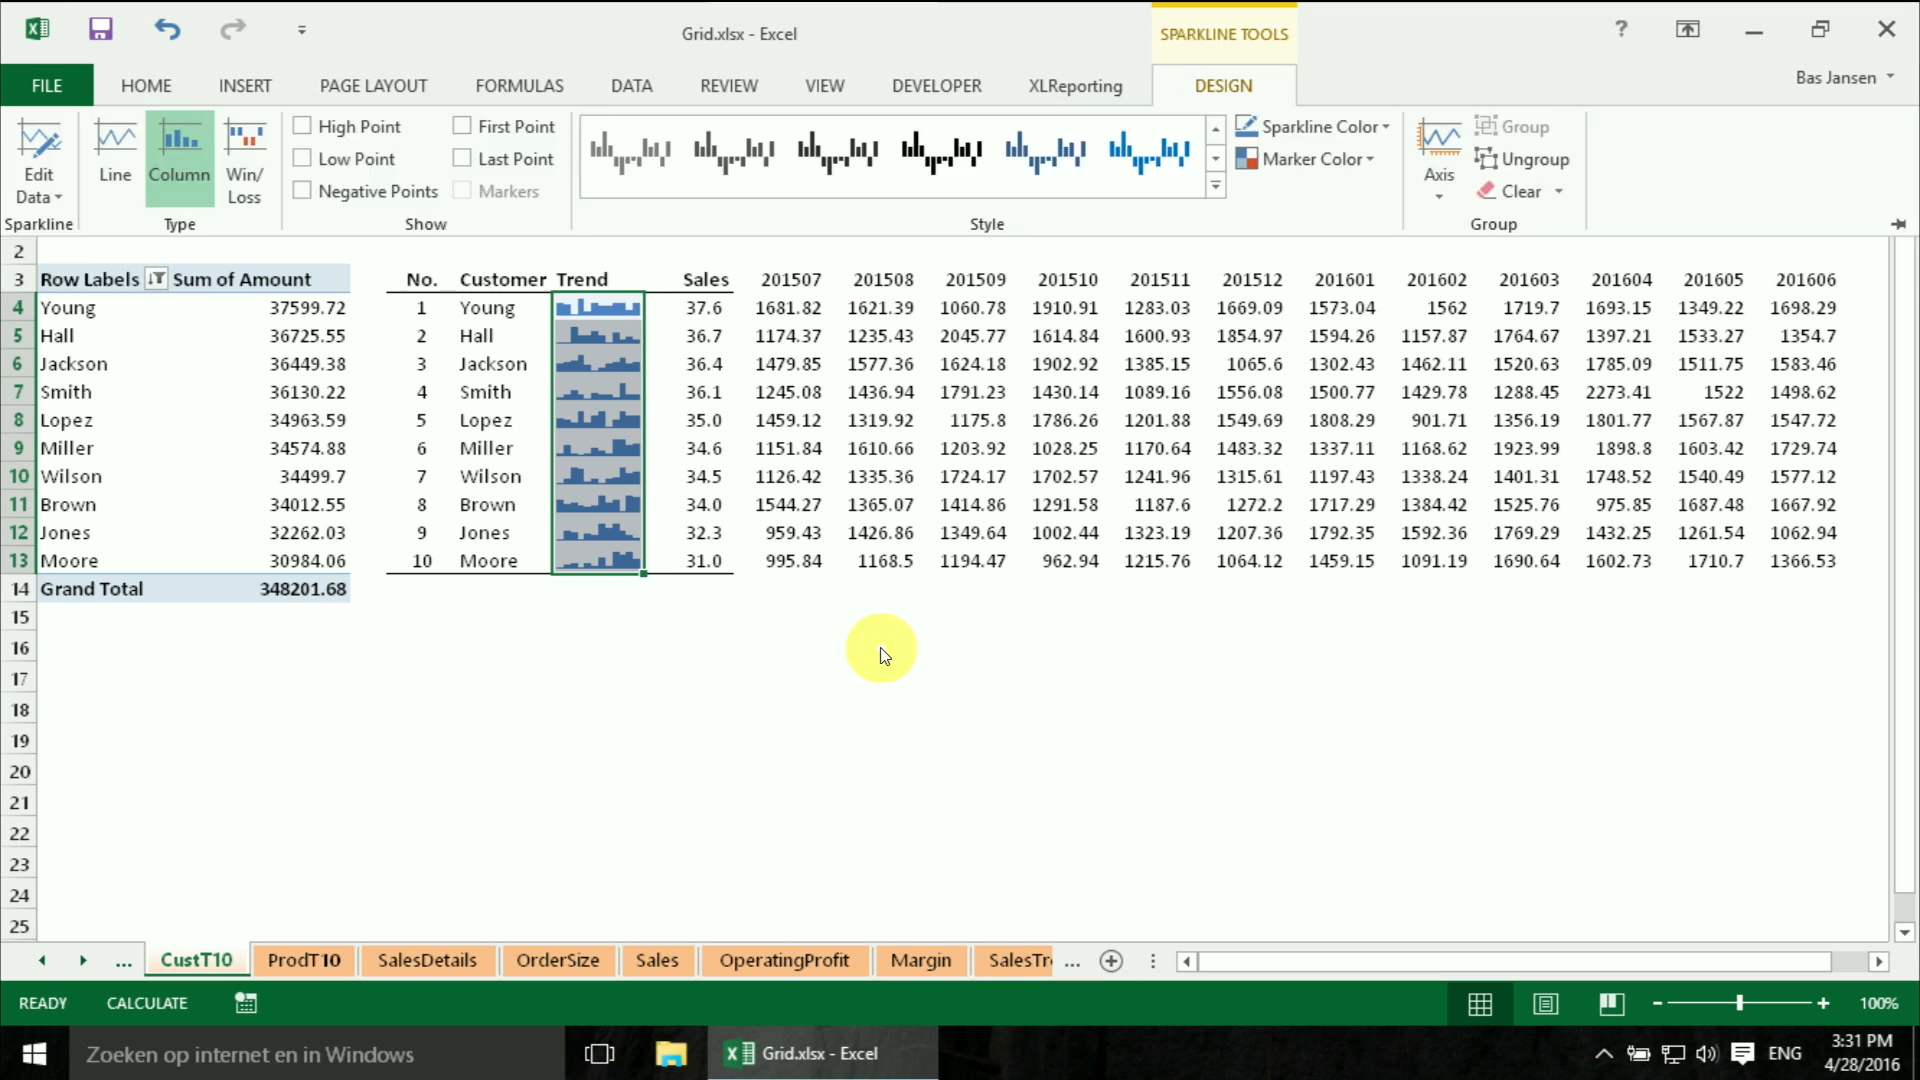 Grid.xlsx - Excel
SPARKLINE TOOLS
?
FILE HOME INSERT PAGE LAYOUT FORMULAS DATA REVIEW VIEW DEVELOPER XLReporting DESIGN
Bas Jansen
Edit
Data
Sparkline
Line
Column
Win/
Loss
Type
High Point
Low Point
Negative Points
First Point
Last Point
Markers
Show
Style
Sparkline Color
Marker Color
Axis
Group
Ungroup
Clear
Group
2
3 Row Labels Sum of Amount No. Customer Trend Sales 201507 201508 201509 201510 201511 201512 201601 201602 201603 201604 201605 201606
4 Young 37599.72 1 Young 37.6 1681.82 1621.39 1060.78 1910.91 1283.03 1669.09 1573.04 1562 1719.7 1693.15 1349.22 1698.29
5 Hall 36725.55 2 Hall 36.7 1174.37 1235.43 2045.77 1614.84 1600.93 1854.97 1594.26 1157.87 1764.67 1397.21 1533.27 1354.7
6 Jackson 36449.38 3 Jackson 36.4 1479.85 1577.36 1624.18 1902.92 1385.15 1065.6 1302.43 1462.11 1520.63 1785.09 1511.75 1583.46
7 Smith 36130.22 4 Smith 36.1 1245.08 1436.94 1791.23 1430.14 1089.16 1556.08 1500.77 1429.78 1288.45 2273.41 1522 1498.62
8 Lopez 34963.59 5 Lopez 35.0 1459.12 1319.92 1175.8 1786.26 1201.88 1549.69 1808.29 901.71 1356.19 1801.77 1567.87 1547.72
9 Miller 34574.88 6 Miller 34.6 1151.84 1610.66 1203.92 1028.25 1170.64 1483.32 1337.11 1168.62 1923.99 1898.8 1603.42 1729.74
10 Wilson 34499.7 7 Wilson 34.5 1126.42 1335.36 1724.17 1702.57 1241.96 1315.61 1197.43 1338.24 1401.31 1748.52 1540.49 1577.12
11 Brown 34012.55 8 Brown 34.0 1544.27 1365.07 1414.86 1291.58 1187.6 1272.2 1717.29 1384.42 1525.76 975.85 1687.48 1667.92
12 Jones 32262.03 9 Jones 32.3 959.43 1426.86 1349.64 1002.44 1323.19 1207.36 1792.35 1592.36 1769.29 1432.25 1261.54 1062.94
13 Moore 30984.06 10 Moore 31.0 995.84 1168.5 1194.47 962.94 1215.76 1064.12 1459.15 1091.19 1690.64 1602.73 1710.7 1366.53
14 Grand Total 348201.68
15
16
17
18
19
20
21
22
23
24
25
... CustT10 ProdT10 SalesDetails OrderSize Sales OperatingProfit Margin SalesTr ...
READY CALCULATE 100%
Zoeken op internet en in Windows Grid.xlsx - Excel ENG 3:31 PM
4/28/2016